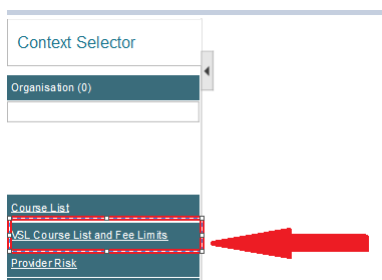 Context Selector
Organisation (0)
Course List
VSL Course List and Fee Limits
Provider Risk